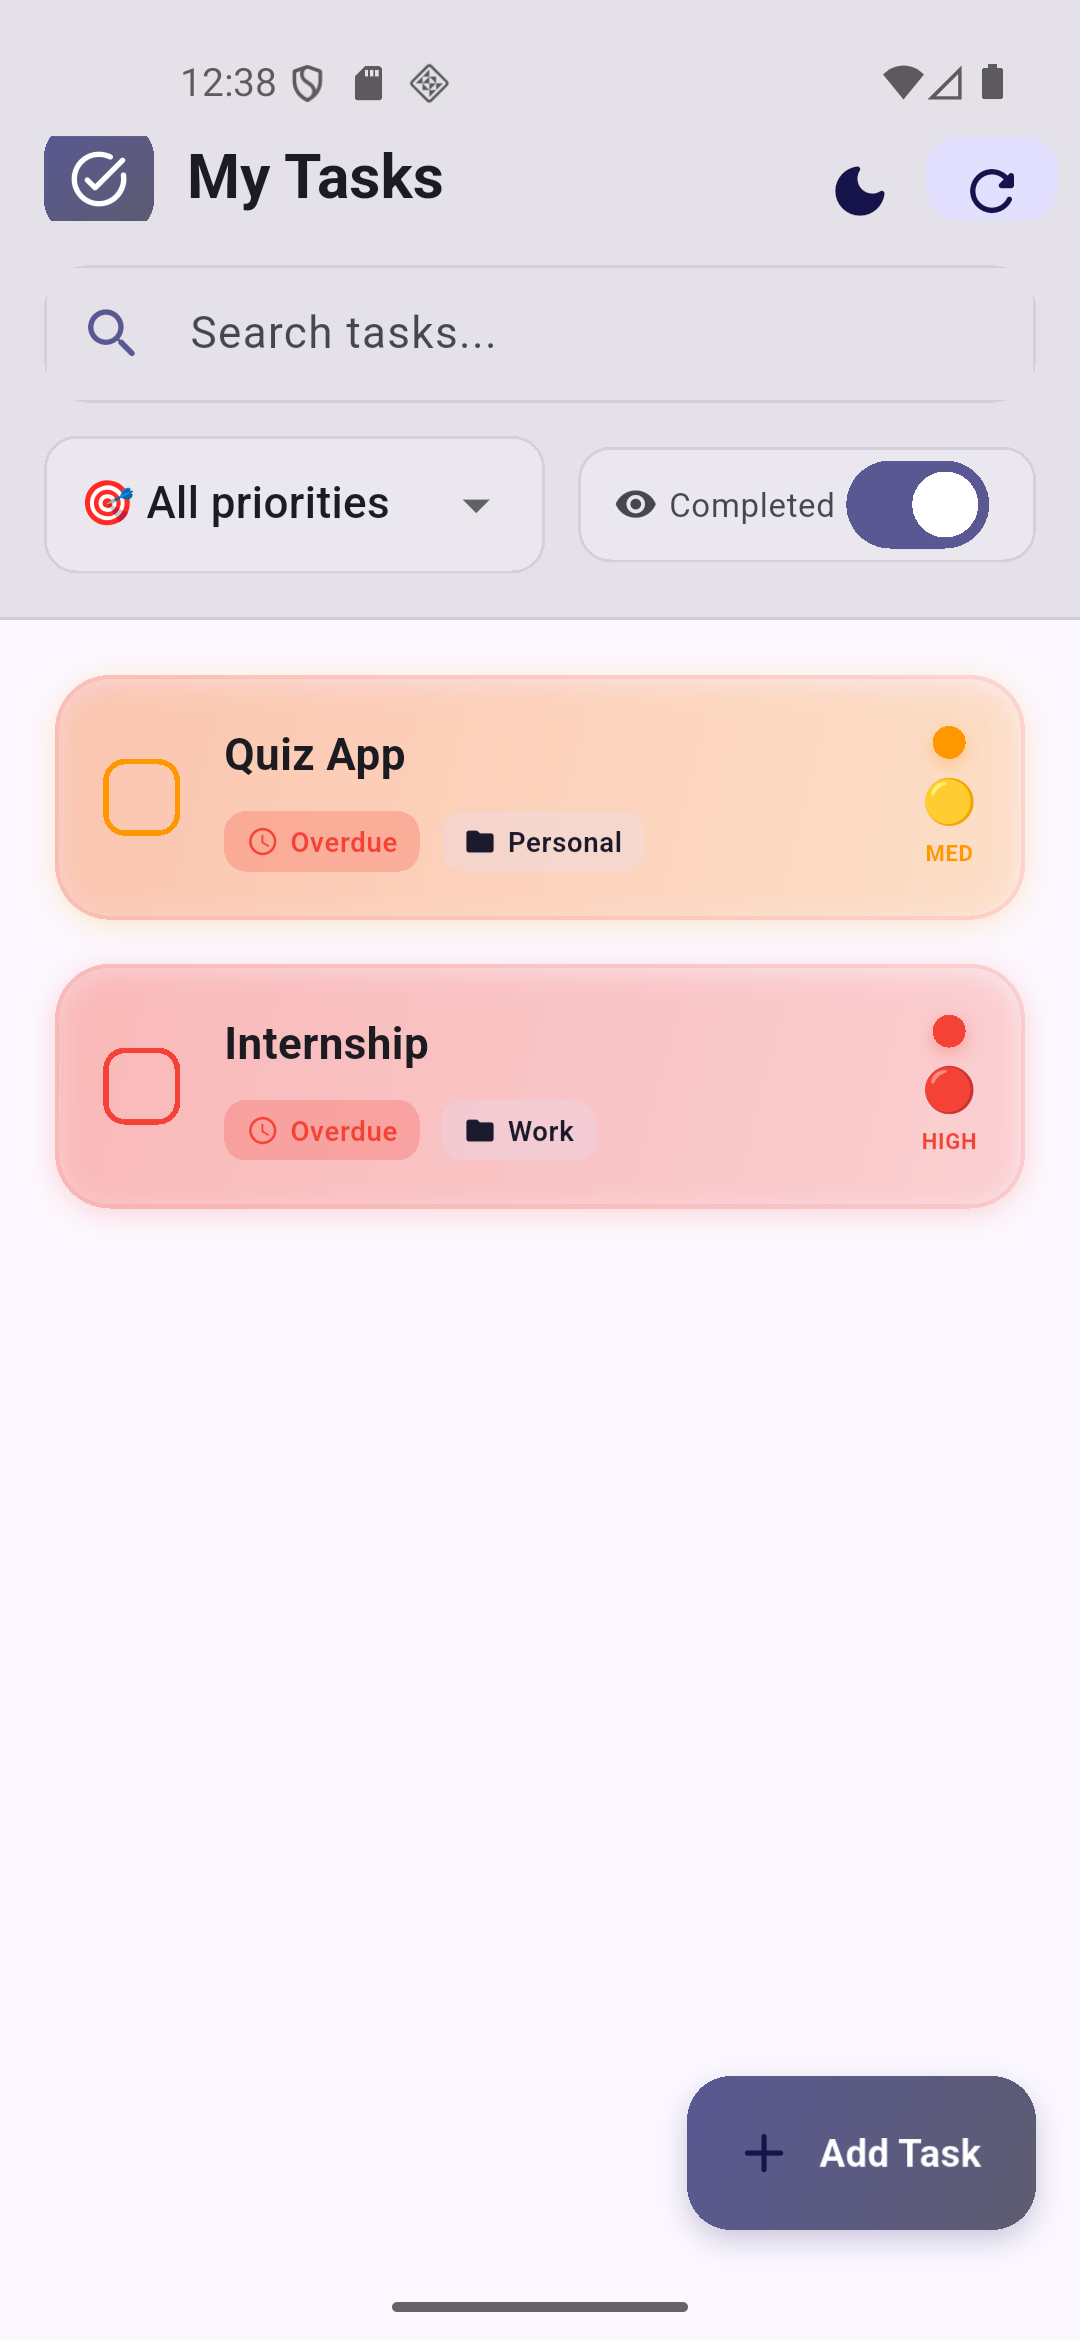 12:38
My Tasks
Search tasks...
🎯 All priorities
Completed
Quiz App
Overdue
Personal
MED
Internship
Overdue
Work
HIGH
Add Task